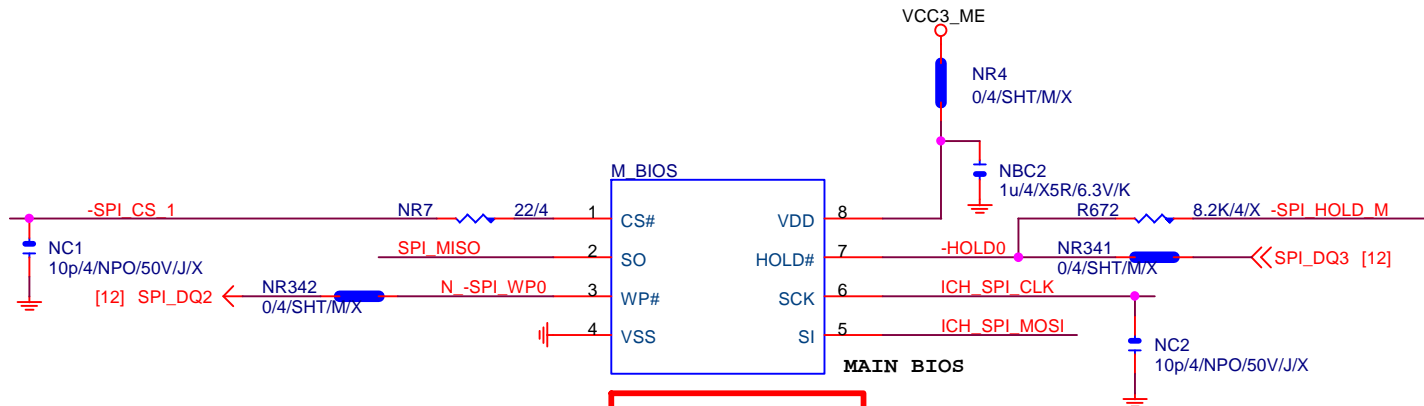 VCC3_ME
NR4
0/4/SHT/M/X
M_BIOS
NBC2
1u/4/X5R/6.3V/K
-SPI_CS_1
NR7
22/4
1
CS#
VDD
8
R672
8.2K/4/X
-SPI_HOLD_M
NC1
10p/4/NPO/50V/J/X
SPI_MISO
2
SO
HOLD#
7
-HOLD0
NR341
0/4/SHT/M/X
SPI_DQ3 [12]
[12] SPI_DQ2
NR342
0/4/SHT/M/X
N_-SPI_WP0
3
WP#
SCK
6
ICH_SPI_CLK
4
VSS
SI
5
ICH_SPI_MOSI
NC2
10p/4/NPO/50V/J/X
MAIN BIOS